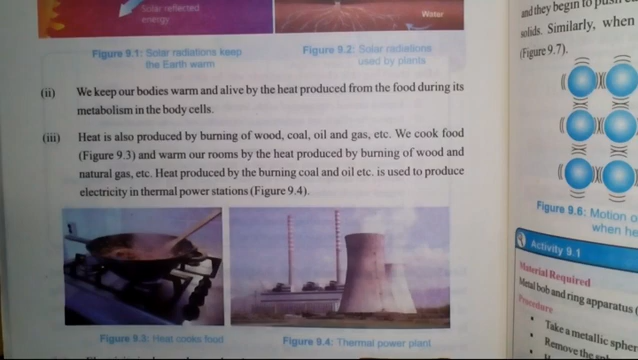 Solar reflected
energy
Water
Figure 9.1: Solar radiations keep
the Earth warm
Figure 9.2: Solar radiations
used by plants
(ii) We keep our bodies warm and alive by the heat produced from the food during its
metabolism in the body cells.
(iii) Heat is also produced by burning of wood, coal, oil and gas, etc. We cook food
(Figure 9.3) and warm our rooms by the heat produced by burning of wood and
natural gas, etc. Heat produced by the burning coal and oil etc. is used to produce
electricity in thermal power stations (Figure 9.4).
Figure 9.3: Heat cooks food
Figure 9.4: Thermal power plant
and they begin to push
solids. Similarly, when
(Figure 9.7).
Figure 9.6: Motion
when
Activity 9.1
Material Required
Metal bob and ring apparatus
Procedure
• Take a metallic
• Remove the